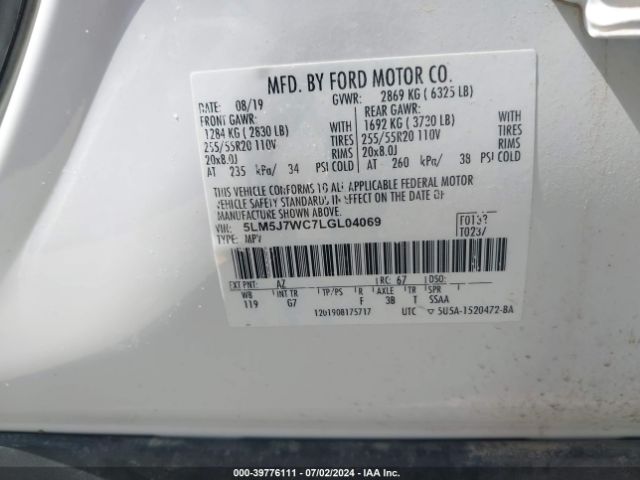 MFD. BY FORD MOTOR CO.
DATE: 08/19 GVWR: 2869 KG ( 6325 LB)
FRONT GAWR: REAR GAWR:
1284 KG ( 2830 LB) WITH 1692 KG ( 3730 LB) WITH
255/55R20 110V TIRES 255/55R20 110V TIRES
20x8.0J RIMS 20x8.0J RIMS
AT 235 kPa/ 34 PSI COLD AT 260 kPa/ 38 PSI COLD
THIS VEHICLE CONFORMS TO ALL APPLICABLE FEDERAL MOTOR
VEHICLE SAFETY STANDARDS IN EFFECT ON THE DATE OF
MANUFACTURE SHOWN ABOVE.
VIN: 5LM5J7WC7LGL04069
TYPE: MPV
EXT PNT: AZ RC: 67 DSO:
WB INT TR TP/PS R AXLE TR SPR
119 G7 F 3B T SSAA
1201908175717 UTC ▽ 5U5A-1520472-BA
000-39776111 / 07/02/2024 / IAA Inc.